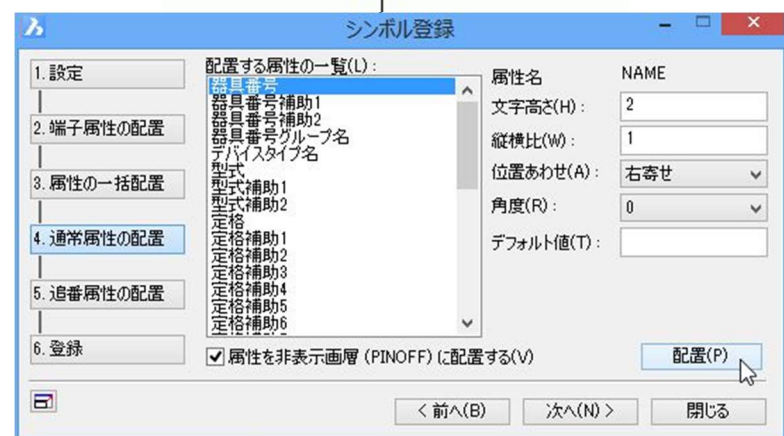 シンボル登録
1. 設定
2. 端子属性の配置
3. 属性の一括配置
4. 通常属性の配置
5. 追番属性の配置
6. 登録
配置する属性の一覧(L) :
器具番号
器具番号補助1
器具番号補助2
器具番号グループ名
デバイスタイプ名
型式
型式補助1
型式補助2
定格
定格補助1
定格補助2
定格補助3
定格補助4
定格補助5
定格補助6
属性を非表示画層 (PINOFF) に配置する(V)
属性名 NAME
文字高さ(H) : 2
縦横比(W) : 1
位置あわせ(A) : 右寄せ
角度(R) : 0
デフォルト値(T) :
配置(P)
< 前へ(B)
次へ(N) >
閉じる